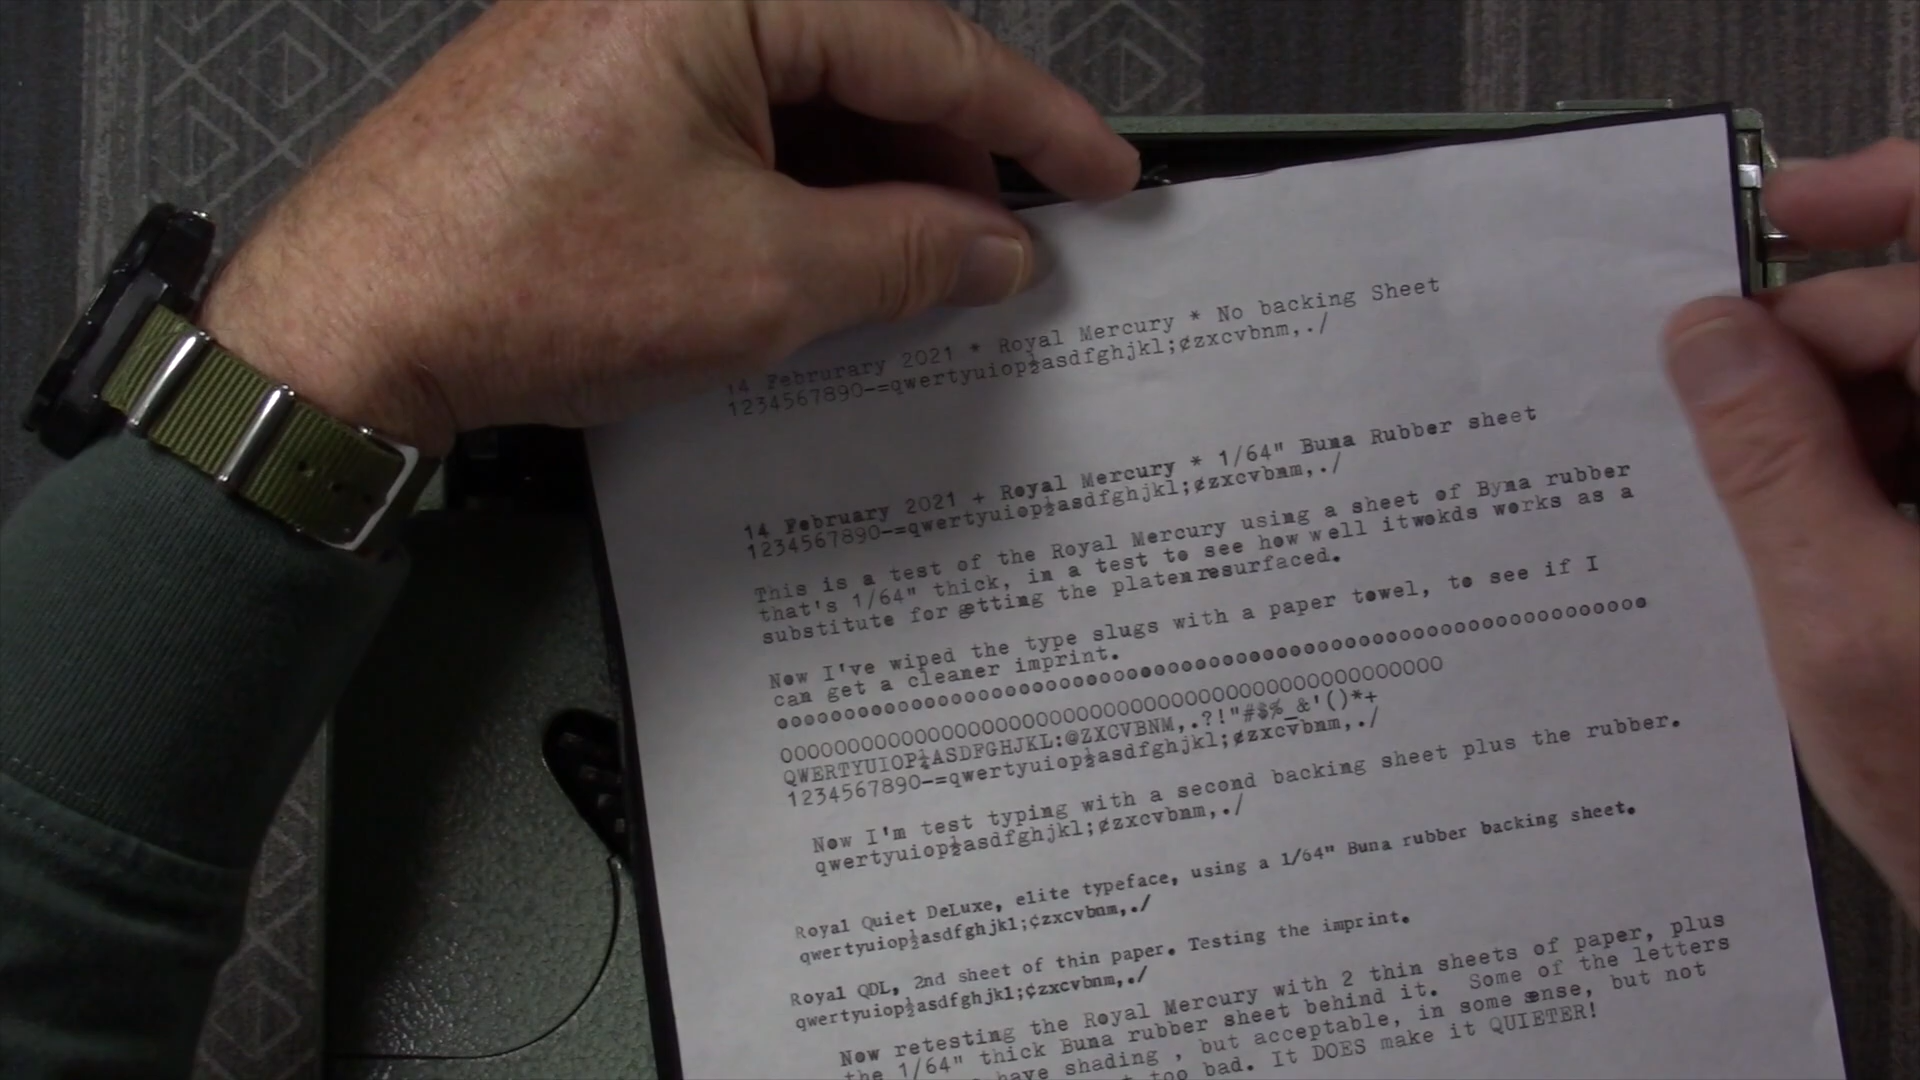 14 Februrary 2021 * Royal Mercury * No backing Sheet
1234567890-=qwertyuiop½asdfghjkl;¢zxcvbnm,./
14 February 2021 + Royal Mercury * 1/64" Buna Rubber sheet
1234567890-=qwertyuiop½asdfghjkl;¢zxcvbnm,./
This is a test of the Royal Mercury using a sheet of Byna rubber
that's 1/64" thick, in a test to see how well itwokds works as a
substitute for getting the platen resurfaced.
Now I've wiped the type slugs with a paper towel, to see if I
can get a cleaner imprint.
QWERTYUIOP¼ASDFGHJKL:@ZXCVBNM,.?!"#$%_&'()*+
1234567890-=qwertyuiop½asdfghjkl;¢zxcvbnm,./
Now I'm test typing with a second backing sheet plus the rubber.
qwertyuiop½asdfghjkl;¢zxcvbnm,./
Royal Quiet DeLuxe, elite typeface, using a 1/64" Buna rubber backing sheet.
qwertyuiop½asdfghjkl;¢zxcvbnm,./
Royal QDL, 2nd sheet of thin paper. Testing the imprint.
qwertyuiop½asdfghjkl;¢zxcvbnm,./
Now retesting the Royal Mercury with 2 thin sheets of paper, plus
the 1/64" thick Buna rubber sheet behind it. Some of the letters
have shading , but acceptable, in some sense, but not
too bad. It DOES make it QUIETER!